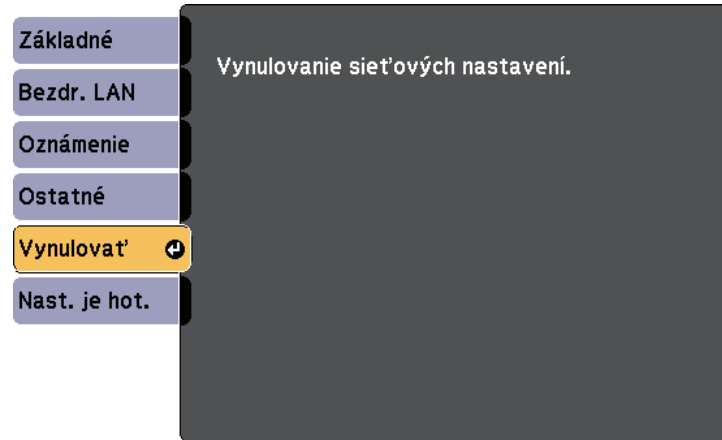 Základné
Bezdr. LAN
Oznámenie
Ostatné
Vynulovať
Nast. je hot.
Vynulovanie sieťových nastavení.